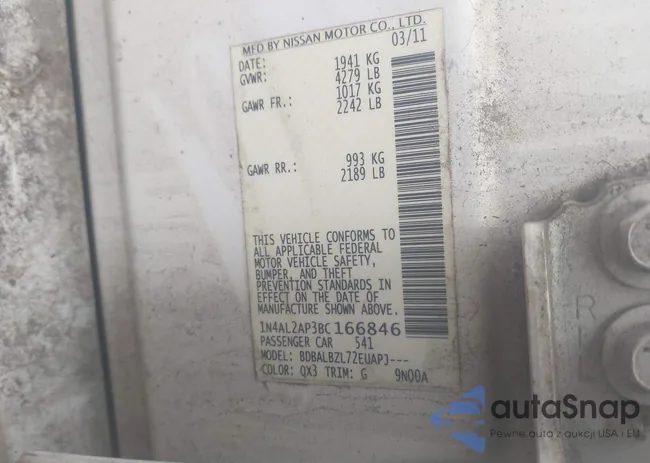 MFD BY NISSAN MOTOR CO., LTD.
DATE: 03/11
GVWR: 1941 KG
4279 LB
GAWR FR.: 1017 KG
2242 LB
GAWR RR.: 993 KG
2189 LB
THIS VEHICLE CONFORMS TO
ALL APPLICABLE FEDERAL
MOTOR VEHICLE SAFETY,
BUMPER, AND THEFT
PREVENTION STANDARDS IN
EFFECT ON THE DATE OF
MANUFACTURE SHOWN ABOVE.
1N4AL2AP3BC166846
PASSENGER CAR 541
MODEL: BDBALBZL72EUAPJ---
COLOR: QX3 TRIM: G 9N00A
R
L
autaSnap
Pewne auta z aukcji USA i EU